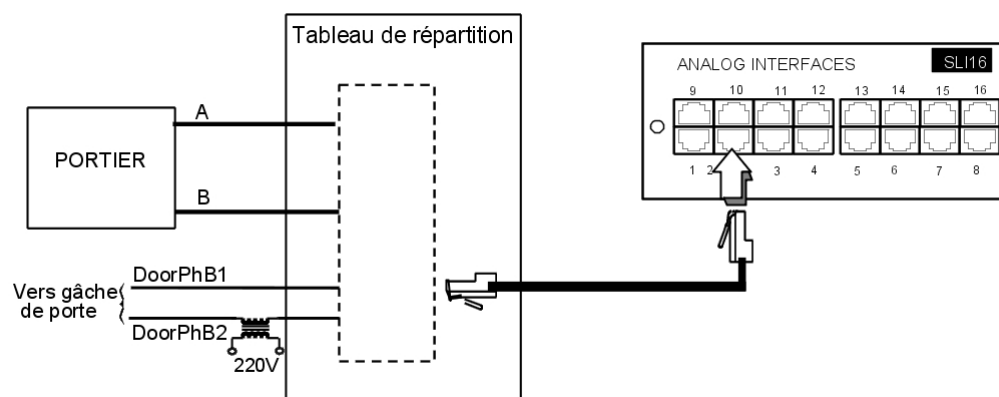 Tableau de répartition
A
PORTIER
B
DoorPhB1
Vers gâche
de porte
DoorPhB2
220V
ANALOG INTERFACES
SLI16
9 10 11 12 13 14 15 16
1 2 3 4 5 6 7 8